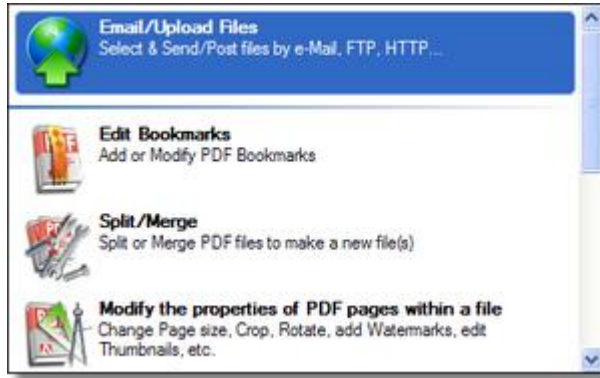 Email/Upload Files
Select & Send/Post files by e-Mail, FTP, HTTP...
Edit Bookmarks
Add or Modify PDF Bookmarks
Split/Merge
Split or Merge PDF files to make a new file(s)
Modify the properties of PDF pages within a file
Change Page size, Crop, Rotate, add Watermarks, edit
Thumbnails, etc.